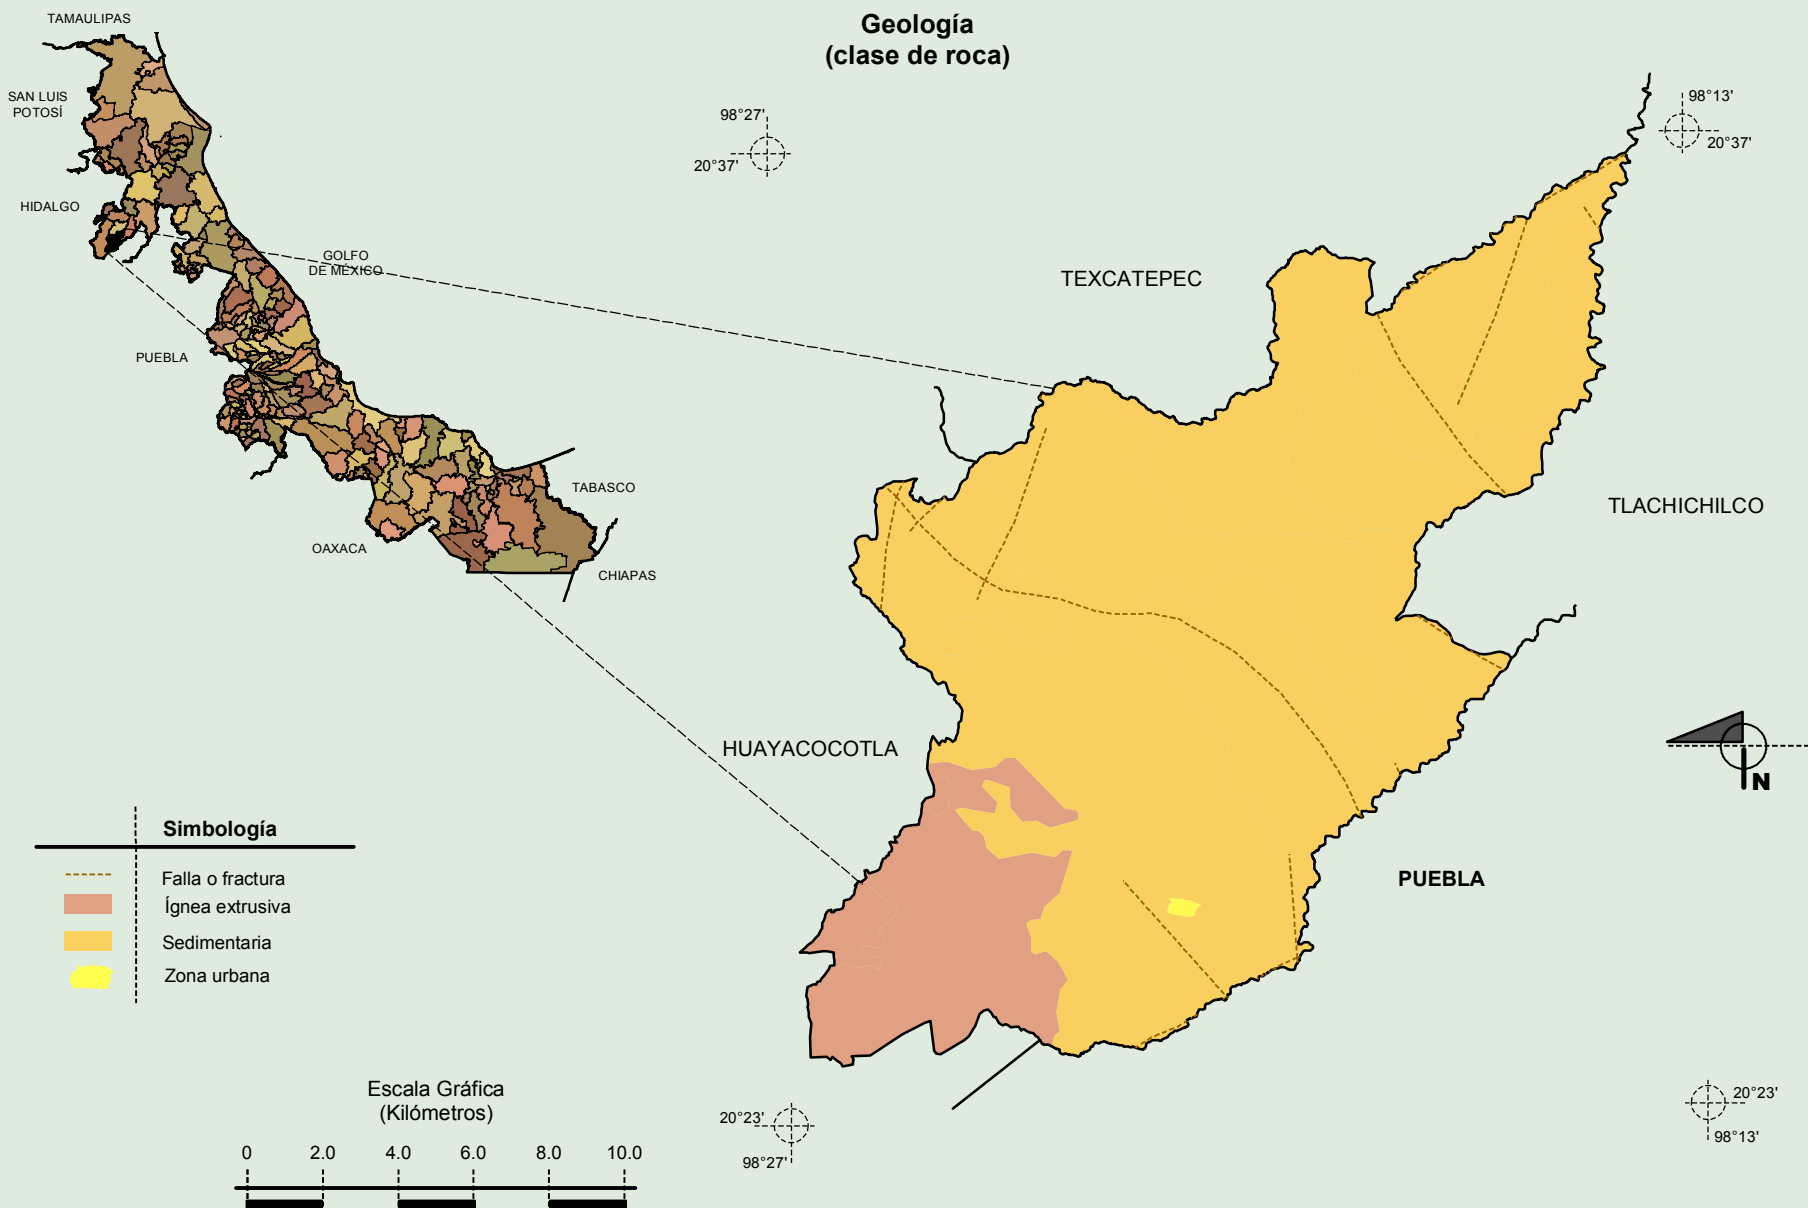 Geología
(clase de roca)
TAMAULIPAS
SAN LUIS
POTOSÍ
HIDALGO
GOLFO
DE MÉXICO
PUEBLA
OAXACA
TABASCO
CHIAPAS
98°27'
20°37'
98°13'
20°37'
TEXCATEPEC
TLACHICHILCO
HUAYACOCOTLA
PUEBLA
N
Simbología
Falla o fractura
Ígnea extrusiva
Sedimentaria
Zona urbana
Escala Gráfica
(Kilómetros)
0 2.0 4.0 6.0 8.0 10.0
20°23'
98°27'
20°23'
98°13'